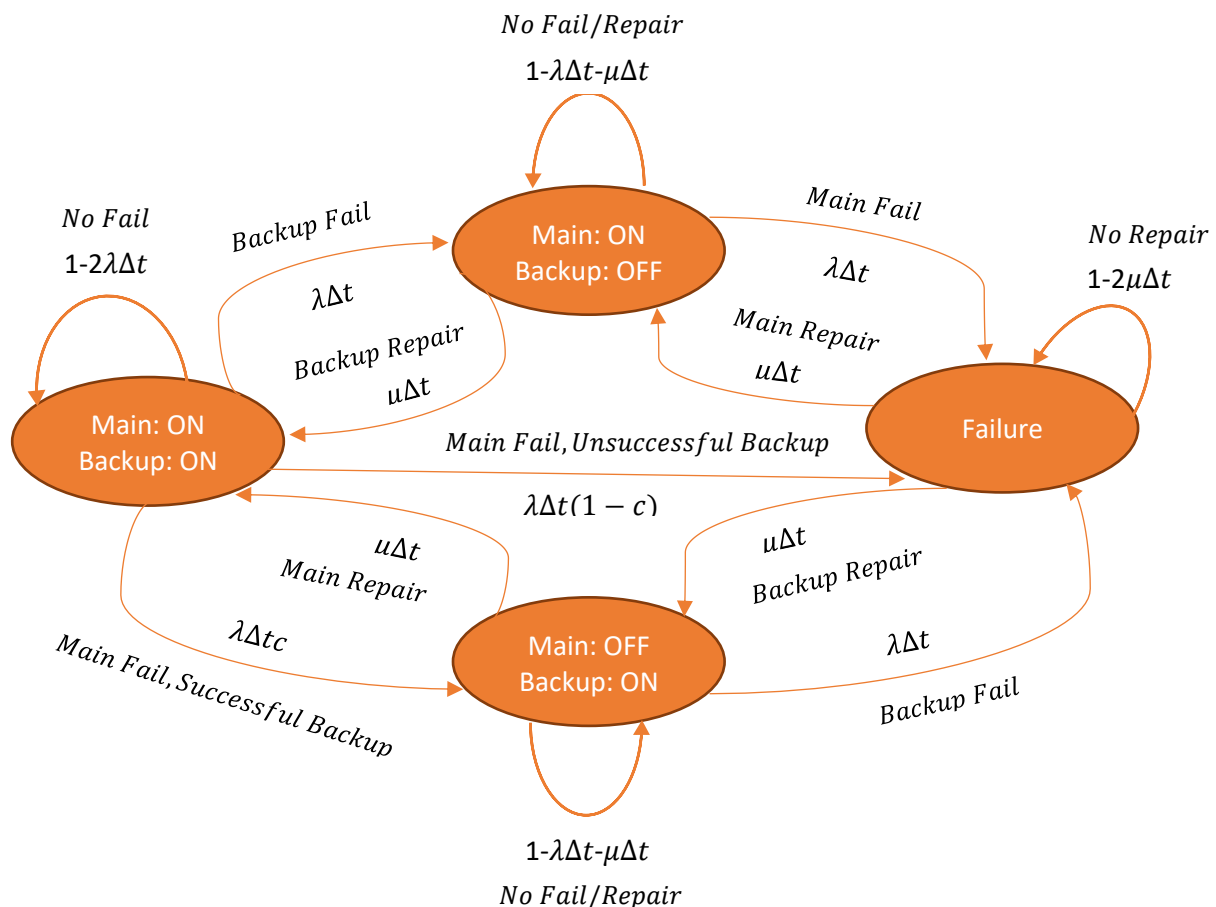 No Fail/Repair
1-λΔt-μΔt
Main: ON
Backup: OFF
Main Fail
λΔt
No Fail
1-2λΔt
Backup Fail
λΔt
No Repair
1-2μΔt
Backup Repair
μΔt
Main Repair
μΔt
Main: ON
Backup: ON
Failure
Main Fail, Unsuccessful Backup
λΔt(1 − c)
μΔt
Main Repair
μΔt
Backup Repair
λΔtc
Main Fail, Successful Backup
Main: OFF
Backup: ON
λΔt
Backup Fail
1-λΔt-μΔt
No Fail/Repair